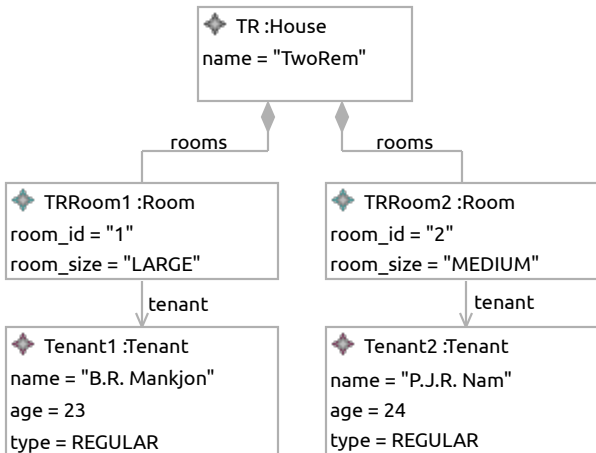 TR :House
name = "TwoRem"
rooms
rooms
TRRoom1 :Room
room_id = "1"
room_size = "LARGE"
TRRoom2 :Room
room_id = "2"
room_size = "MEDIUM"
tenant
tenant
Tenant1 :Tenant
name = "B.R. Mankjon"
age = 23
type = REGULAR
Tenant2 :Tenant
name = "P.J.R. Nam"
age = 24
type = REGULAR